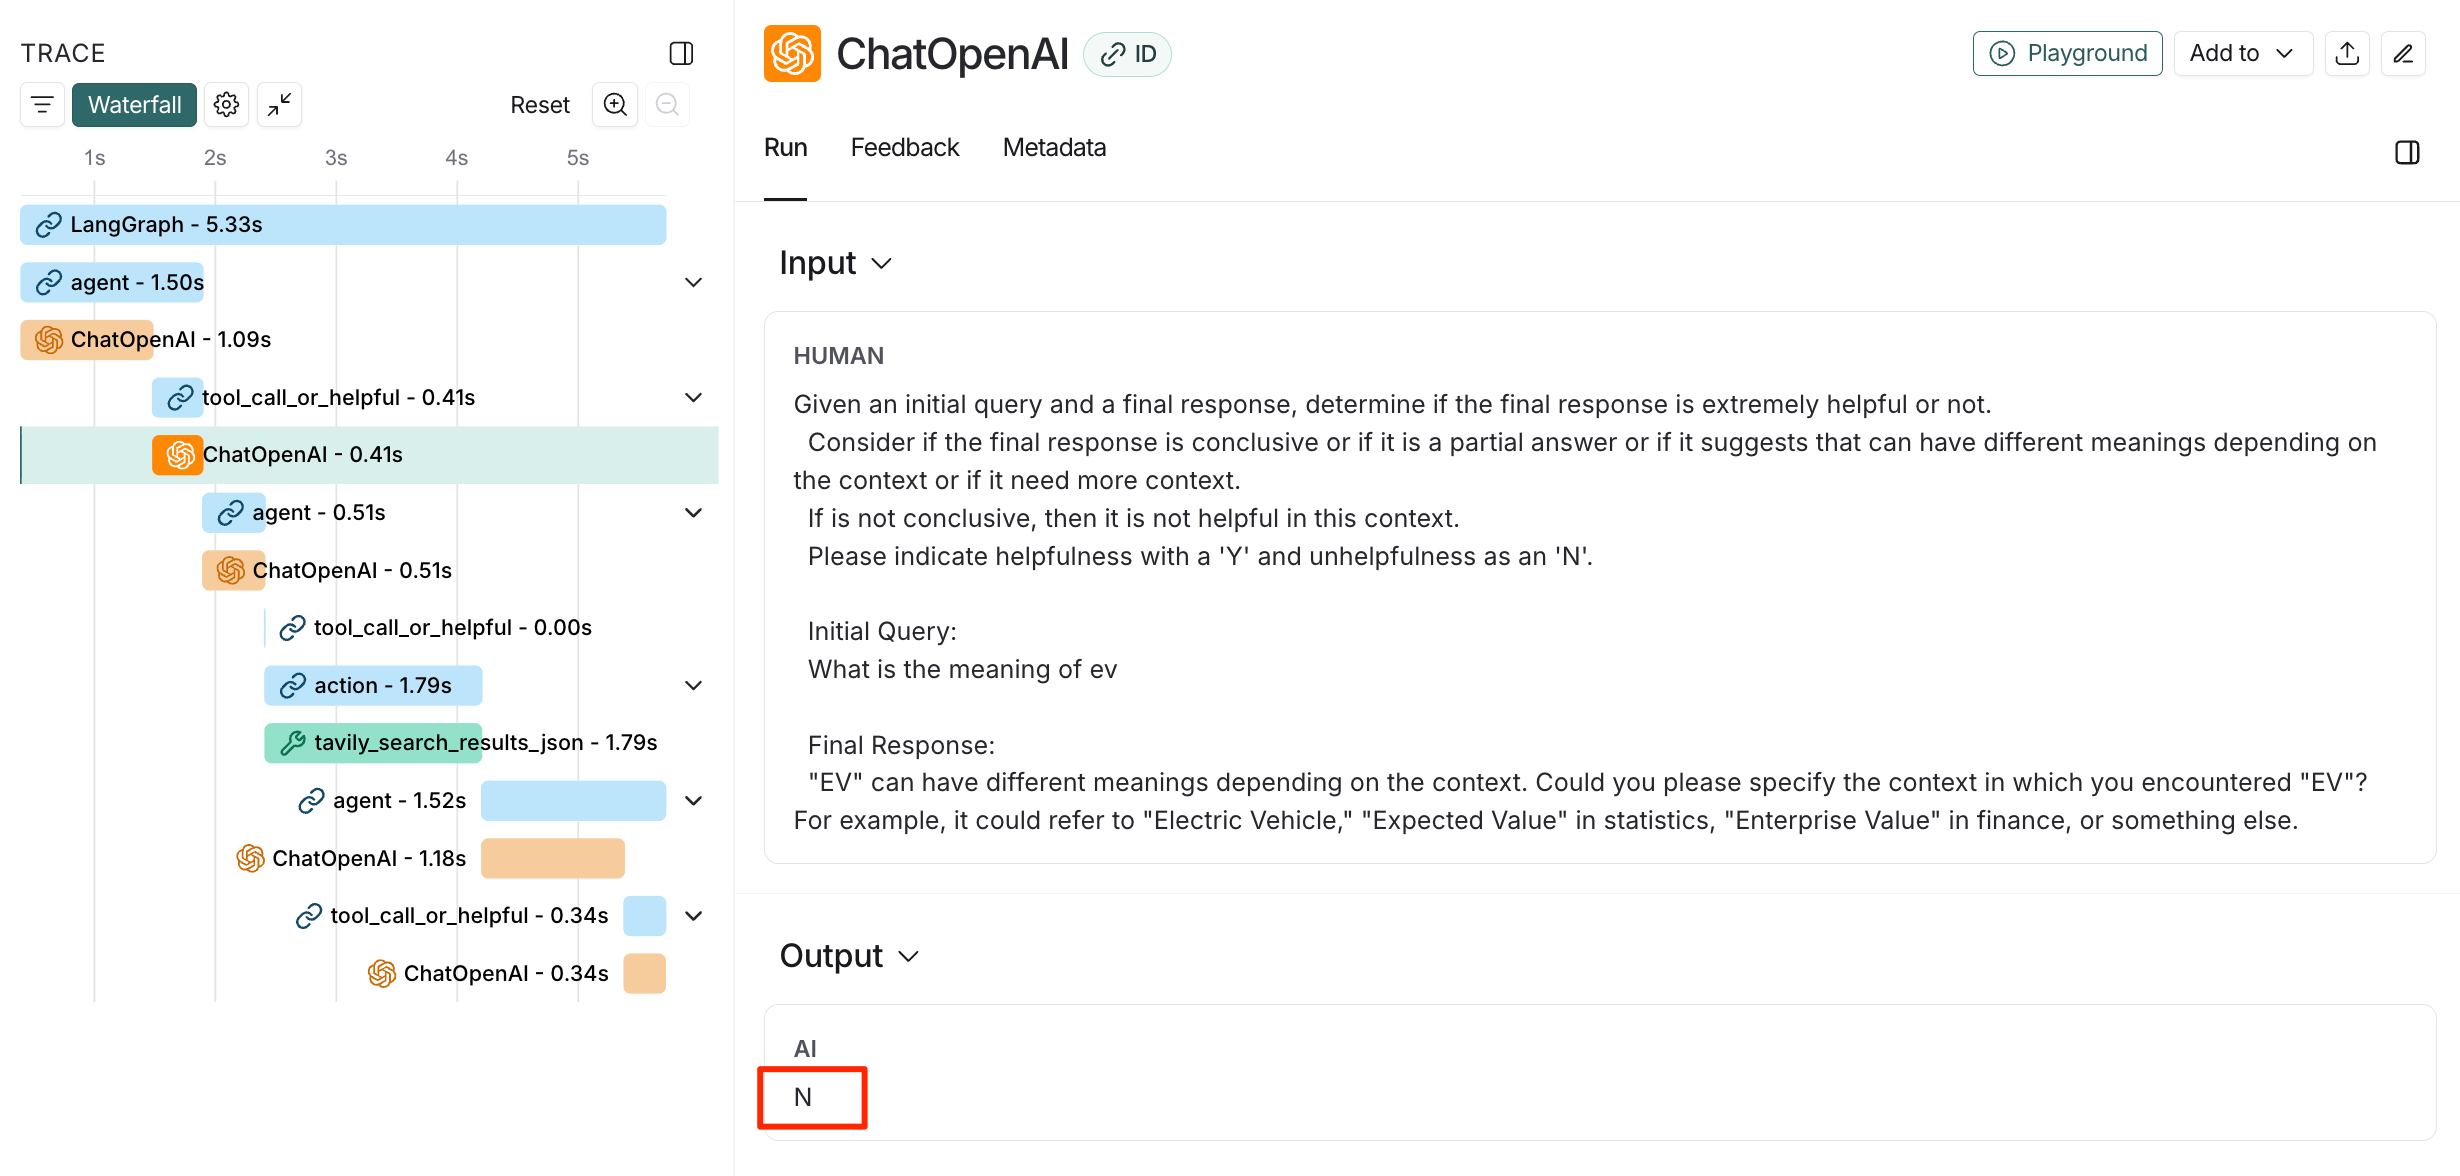 TRACE
Waterfall
Reset
1s 2s 3s 4s 5s
LangGraph - 5.33s
agent - 1.50s
ChatOpenAI - 1.09s
tool_call_or_helpful - 0.41s
ChatOpenAI - 0.41s
agent - 0.51s
ChatOpenAI - 0.51s
tool_call_or_helpful - 0.00s
action - 1.79s
tavily_search_results_json - 1.79s
agent - 1.52s
ChatOpenAI - 1.18s
tool_call_or_helpful - 0.34s
ChatOpenAI - 0.34s
ChatOpenAI ID
Playground
Add to
Run Feedback Metadata
Input
HUMAN
Given an initial query and a final response, determine if the final response is extremely helpful or not.
Consider if the final response is conclusive or if it is a partial answer or if it suggests that can have different meanings depending on
the context or if it need more context.
If is not conclusive, then it is not helpful in this context.
Please indicate helpfulness with a 'Y' and unhelpfulness as an 'N'.
Initial Query:
What is the meaning of ev
Final Response:
"EV" can have different meanings depending on the context. Could you please specify the context in which you encountered "EV"?
For example, it could refer to "Electric Vehicle," "Expected Value" in statistics, "Enterprise Value" in finance, or something else.
Output
AI
N